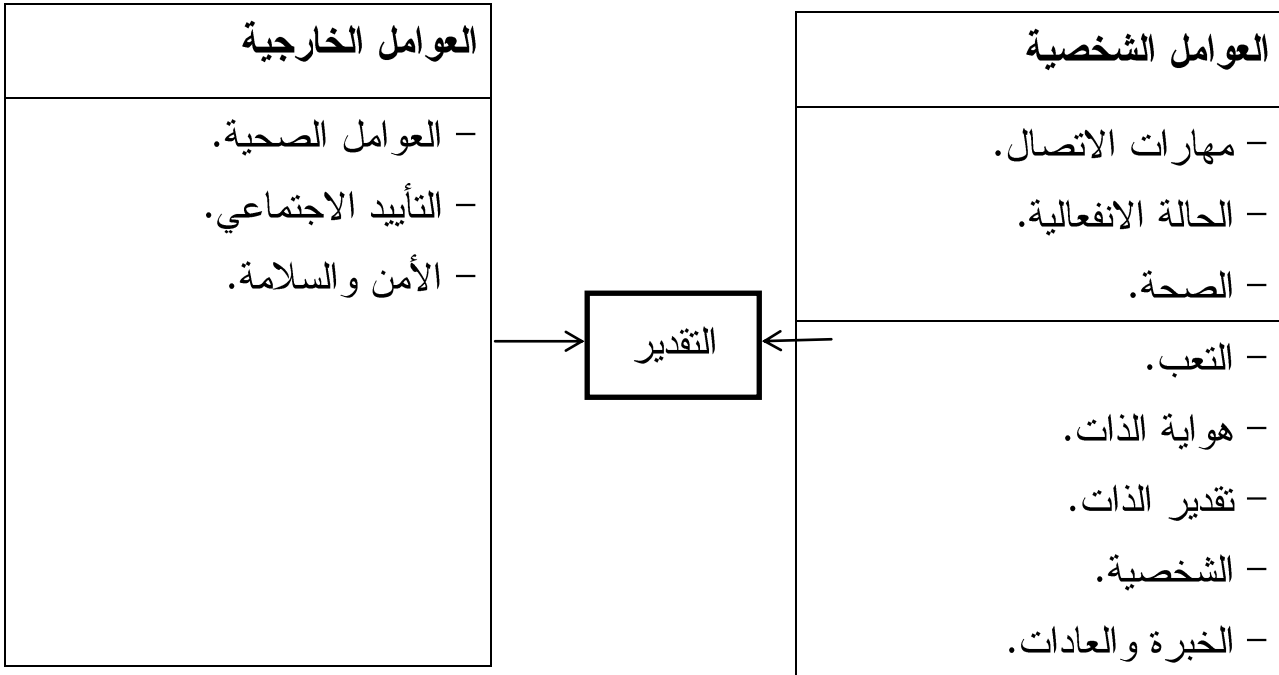 العوامل الشخصية
– مهارات الاتصال.
– الحالة الانفعالية.
– الصحة.
– التعب.
– هواية الذات.
– تقدير الذات.
– الشخصية.
– الخبرة والعادات.
التقدير
العوامل الخارجية
– العوامل الصحية.
– التأييد الاجتماعي.
– الأمن والسلامة.